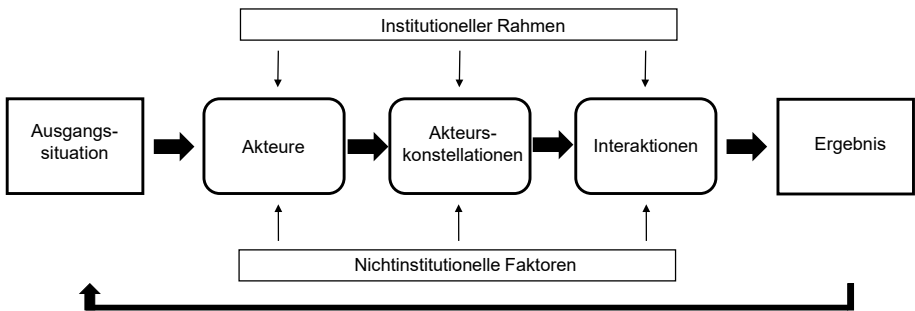 Institutioneller Rahmen
Ausgangs-
situation
Akteure
Akteurs-
konstellationen
Interaktionen
Ergebnis
Nichtinstitutionelle Faktoren